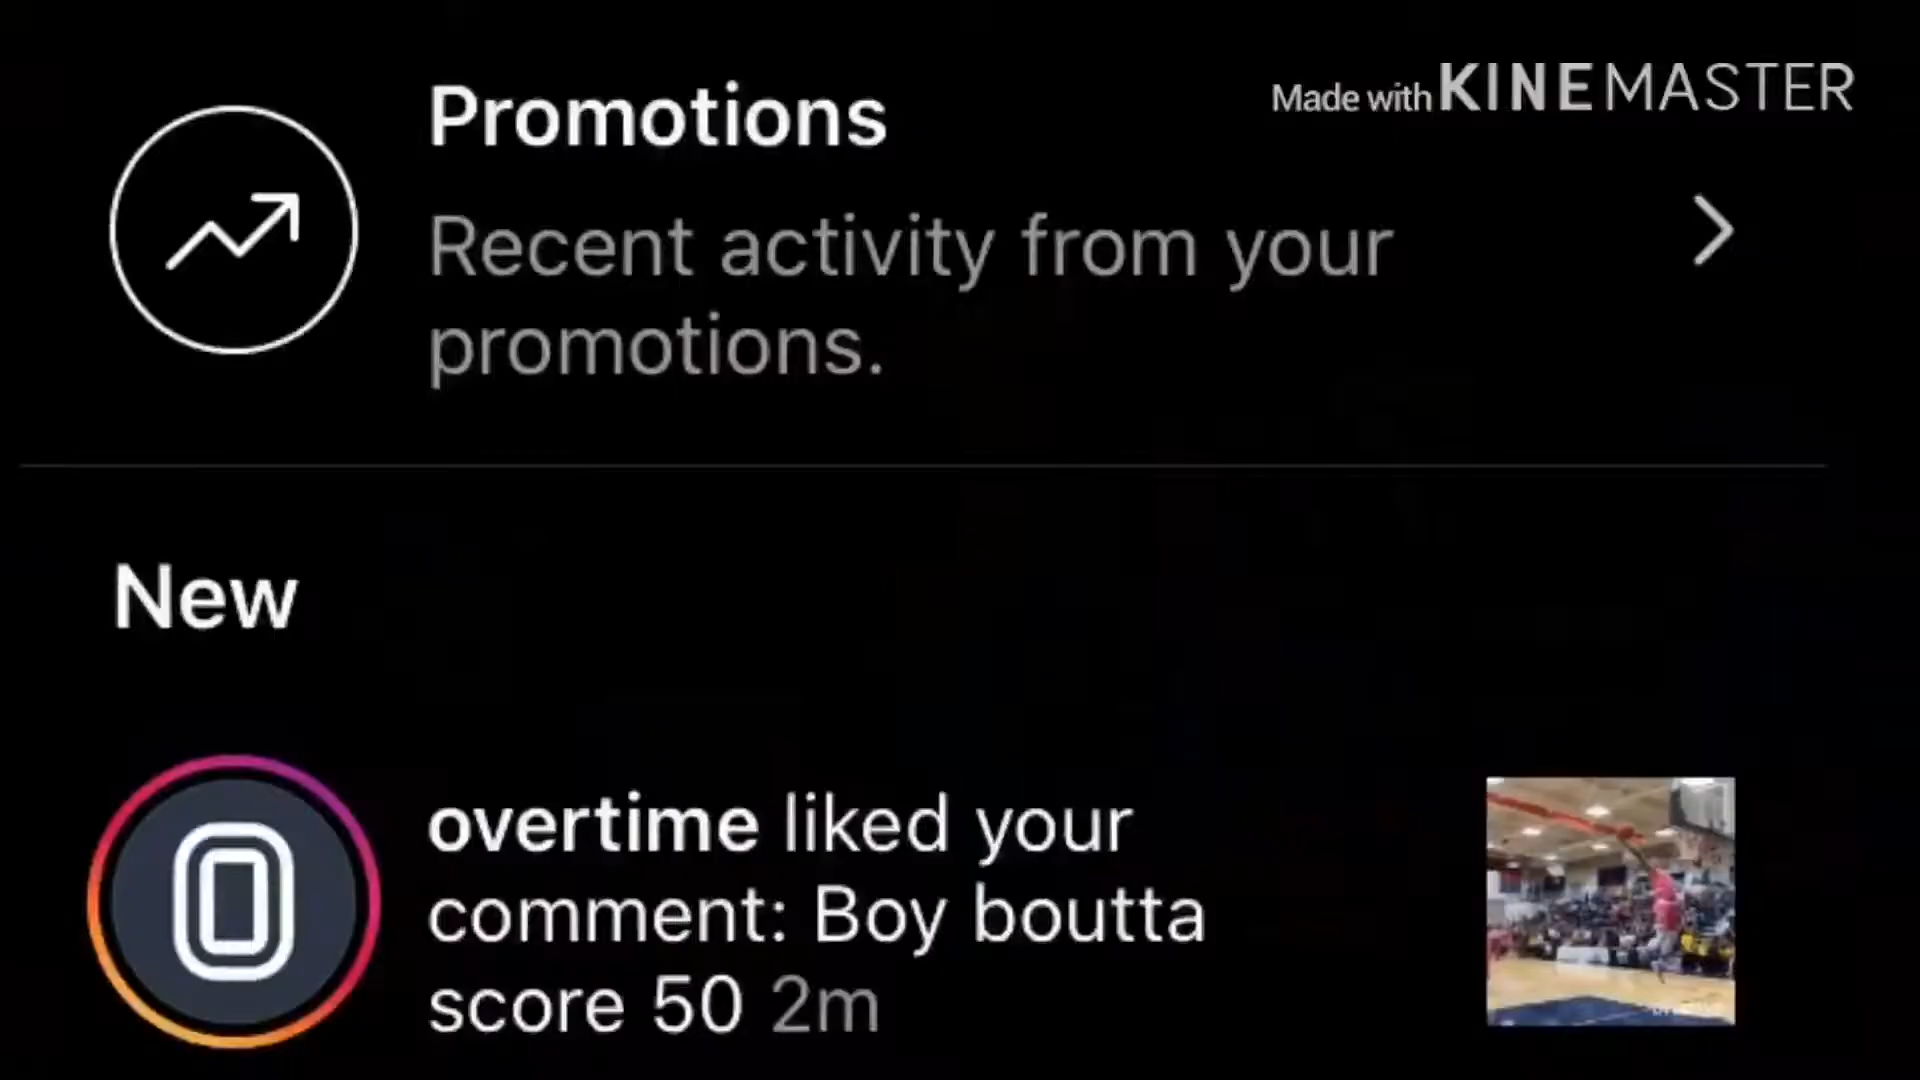 Promotions
Made with KINEMASTER
Recent activity from your
promotions.
New
overtime liked your
comment: Boy boutta
score 50 2m